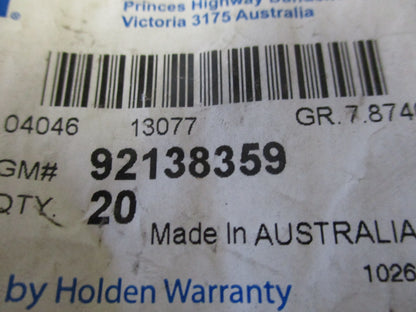 Princes Highway
Victoria 3175 Australia
04046 13077 GR.7.874
GM# 92138359
QTY. 20
Made In AUSTRALIA
by Holden Warranty
1026